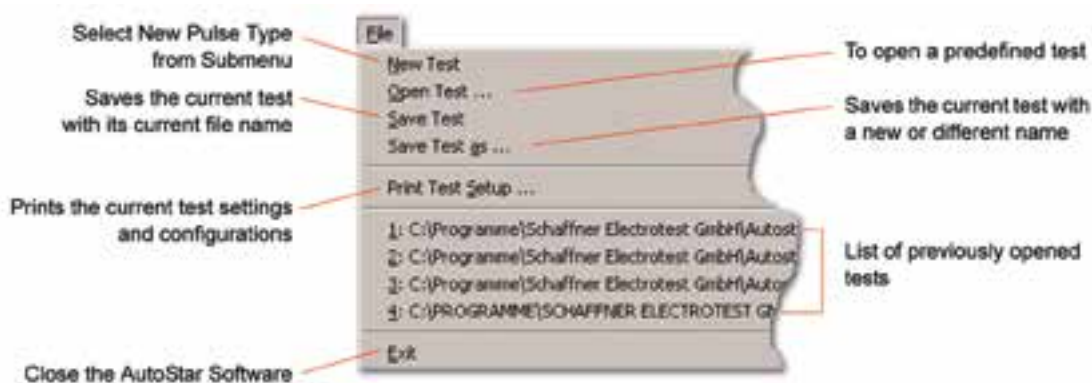 File
Select New Pulse Type
from Submenu
New Test
To open a predefined test
Open Test ...
Saves the current test
with its current file name
Save Test
Saves the current test with
a new or different name
Save Test as ...
Print Test Setup ...
Prints the current test settings
and configurations
1: C:\Programme\Schaffner Electrotest GmbH\Autost
2: C:\Programme\Schaffner Electrotest GmbH\Autost
3: C:\Programme\Schaffner Electrotest GmbH\Autos
4: C:\PROGRAMME\SCHAFFNER ELECTROTEST GM
List of previously opened
tests
Exit
Close the AutoStar Software